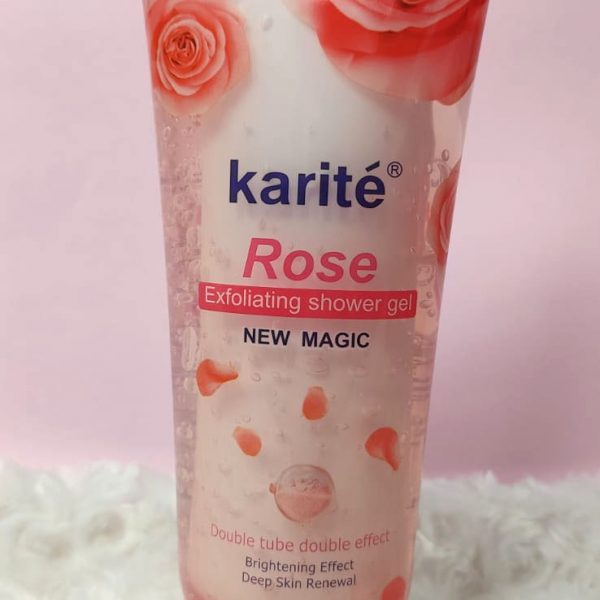 karité®
Rose
Exfoliating shower gel
NEW MAGIC
Double tube double effect
Brightening Effect
Deep Skin Renewal